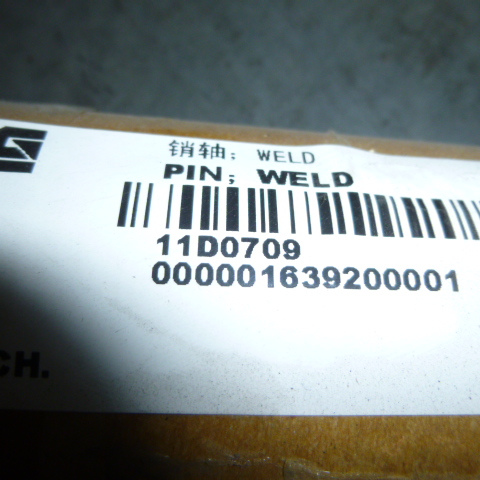 销轴; WELD
PIN; WELD
11D0709
000001639200001
CH.